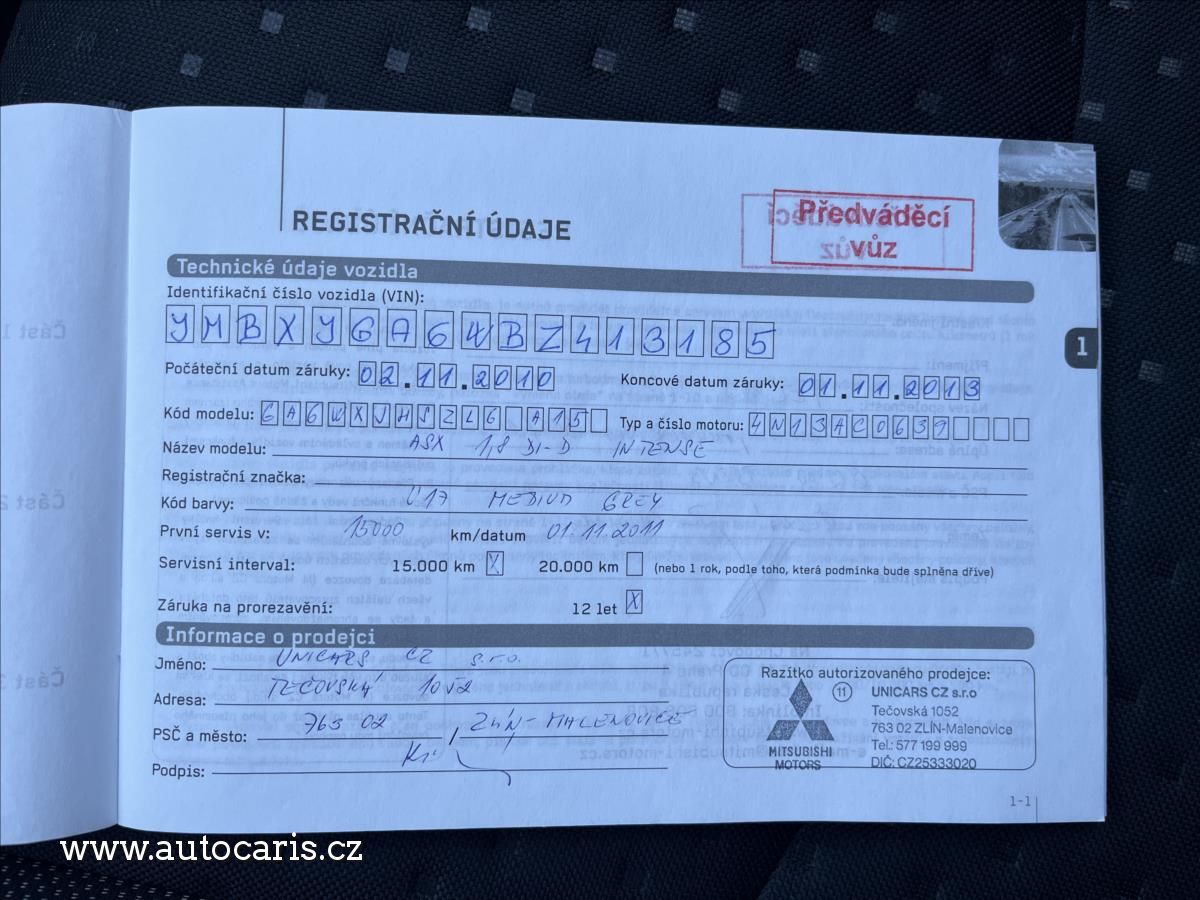 REGISTRAČNÍ ÚDAJE
Předváděcí
vůz
Technické údaje vozidla
Identifikační číslo vozidla (VIN):
JMBXJGA6WBZ413185
Počáteční datum záruky: 02.11.2010 Koncové datum záruky: 01.11.2013
Kód modelu: GA6WXJHSZL6 A15 Typ a číslo motoru: 4N13AC0639
Název modelu: ASX 1,8 DI-D INTENSE
Registrační značka:
Kód barvy: U17 MEDIUM GREY
První servis v: 15000 km/datum 01.11.2011
Servisní interval: 15.000 km X 20.000 km (nebo 1 rok, podle toho, která podmínka bude splněna dříve)
Záruka na prorezavění: 12 let X
Informace o prodejci
Jméno: UNICARS CZ s.r.o.
Adresa: TEČOVSKÁ 1052
PSČ a město: 763 02 / ZLÍN-MALENOVICE
Podpis:
Razítko autorizovaného prodejce:
11 UNICARS CZ s.r.o
Tečovská 1052
763 02 ZLÍN-Malenovice
Tel.: 577 199 999
DIČ: CZ25333020
MITSUBISHI
MOTORS
1
1-1
www.autocaris.cz